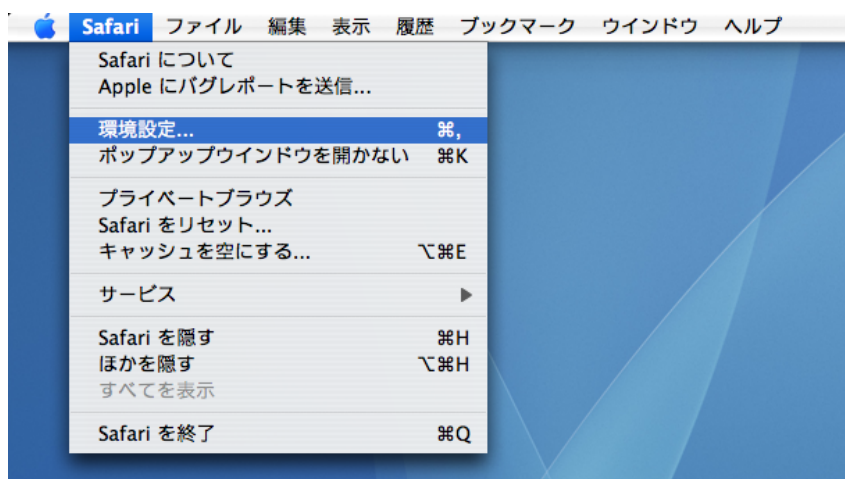 Safari ファイル 編集 表示 履歴 ブックマーク ウインドウ ヘルプ
Safari について
Apple にバグレポートを送信...
環境設定... ⌘,
ポップアップウインドウを開かない ⌘K
プライベートブラウズ
Safari をリセット...
キャッシュを空にする... ⌥⌘E
サービス ▶
Safari を隠す ⌘H
ほかを隠す ⌥⌘H
すべてを表示
Safari を終了 ⌘Q